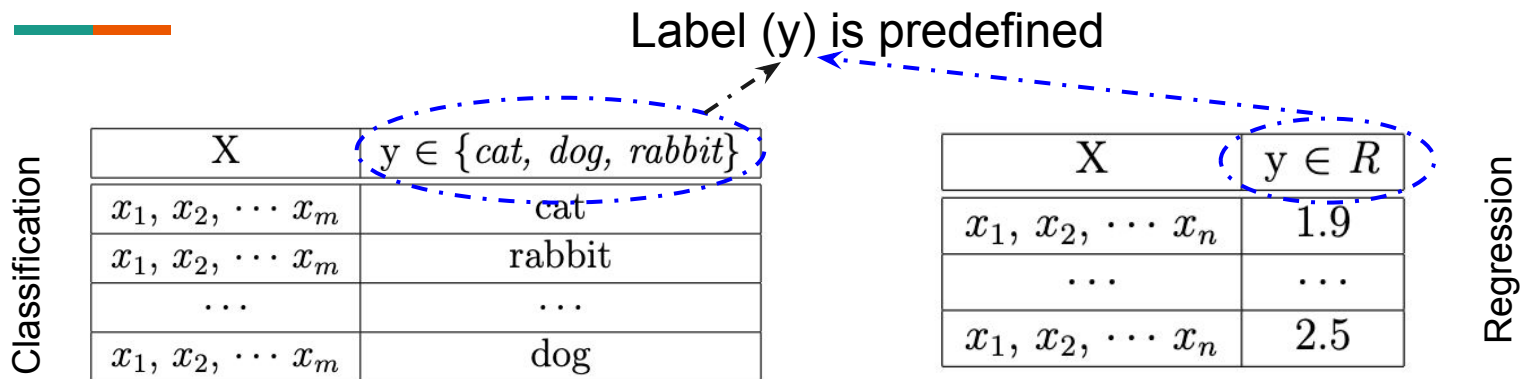 Label (y) is predefined
Classification
X y ∈ {cat, dog, rabbit}
x₁, x₂, ⋯ xₘ cat
x₁, x₂, ⋯ xₘ rabbit
⋯ ⋯
x₁, x₂, ⋯ xₘ dog
X y ∈ R
x₁, x₂, ⋯ xₙ 1.9
⋯ ⋯
x₁, x₂, ⋯ xₙ 2.5
Regression